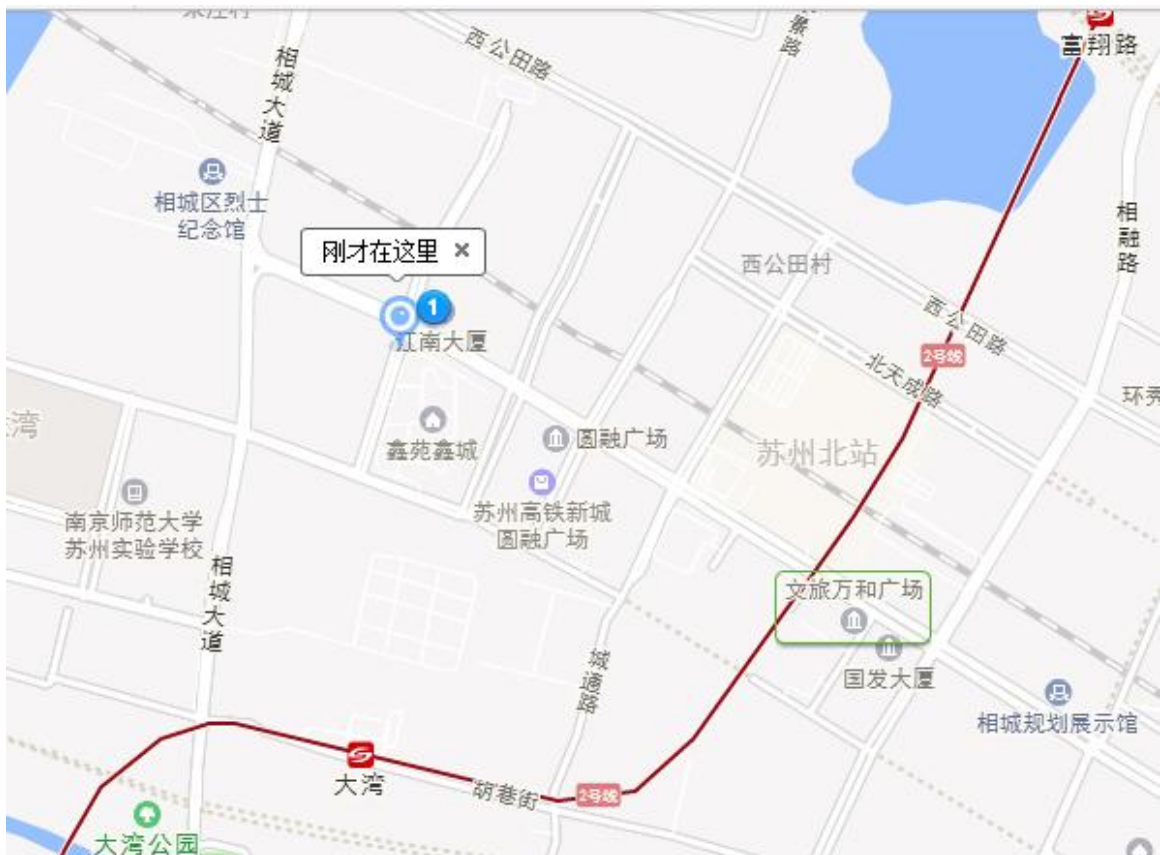 富翔路
西公田路
相城大道
相城区烈士
纪念馆
刚才在这里 ×
1
江南大厦
相融路
西公田村
西公田路
2号线
北天成路
环秀
鑫苑鑫城
圆融广场
苏州北站
苏州高铁新城
圆融广场
南京师范大学
苏州实验学校
相城大道
文旅万和广场
国发大厦
城通路
相城规划展示馆
大湾
胡巷街
2号线
大湾公园